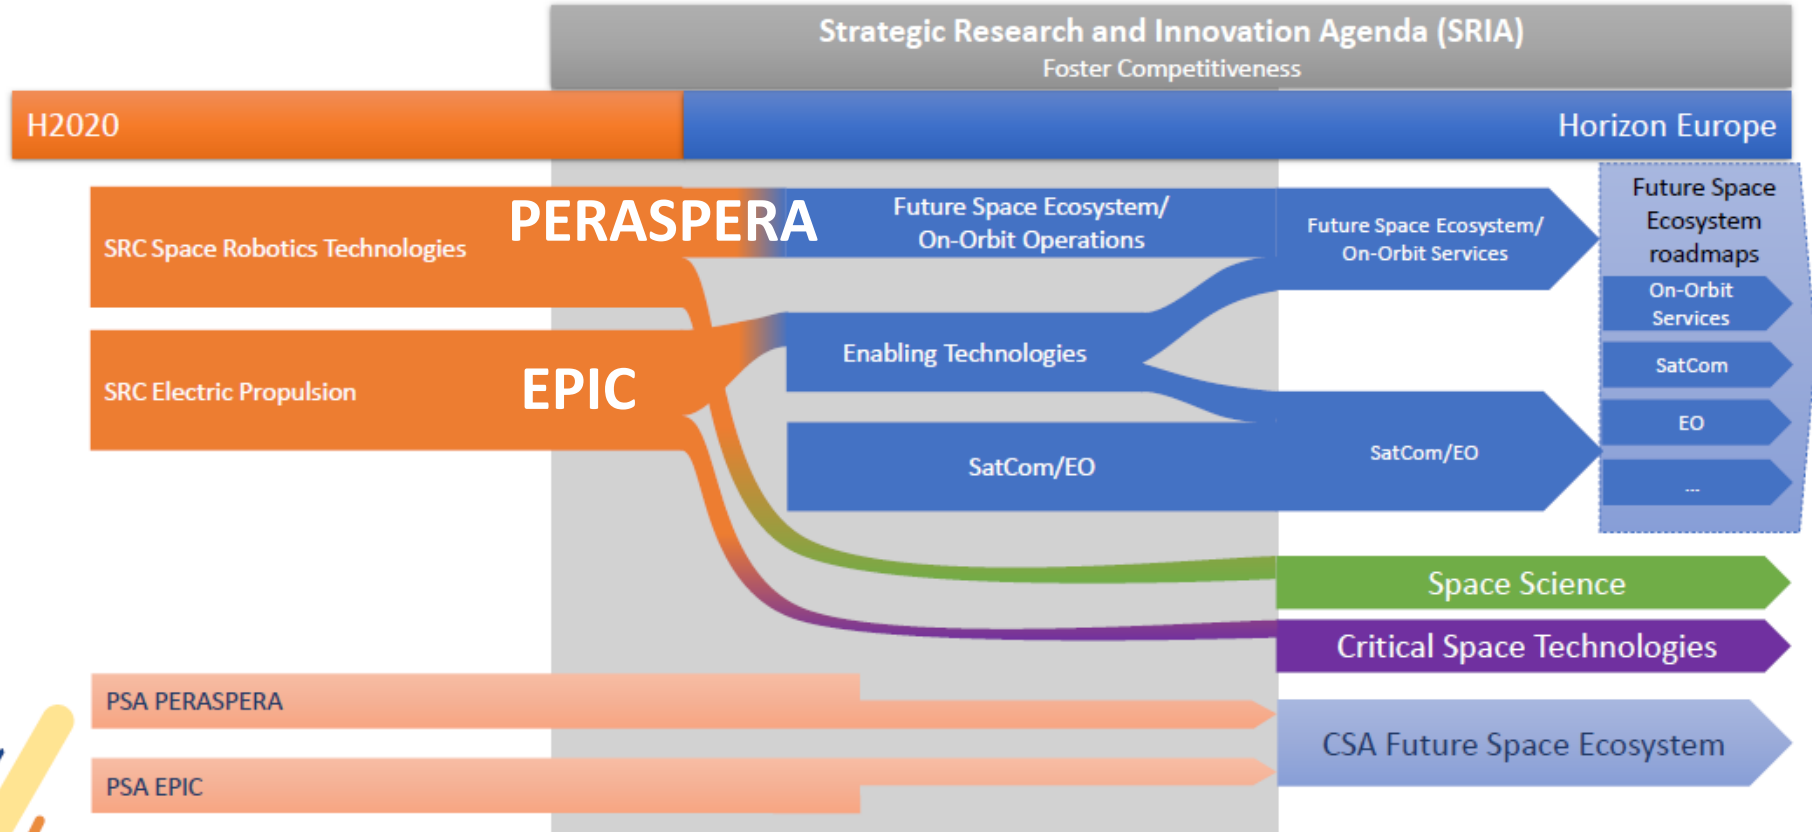 Strategic Research and Innovation Agenda (SRIA)
Foster Competitiveness
H2020
Horizon Europe
SRC Space Robotics Technologies
PERASPERA
Future Space Ecosystem/
On-Orbit Operations
Future Space Ecosystem/
On-Orbit Services
Future Space
Ecosystem
roadmaps
On-Orbit
Services
SatCom
EO
...
SRC Electric Propulsion
EPIC
Enabling Technologies
SatCom/EO
SatCom/EO
Space Science
Critical Space Technologies
PSA PERASPERA
PSA EPIC
CSA Future Space Ecosystem